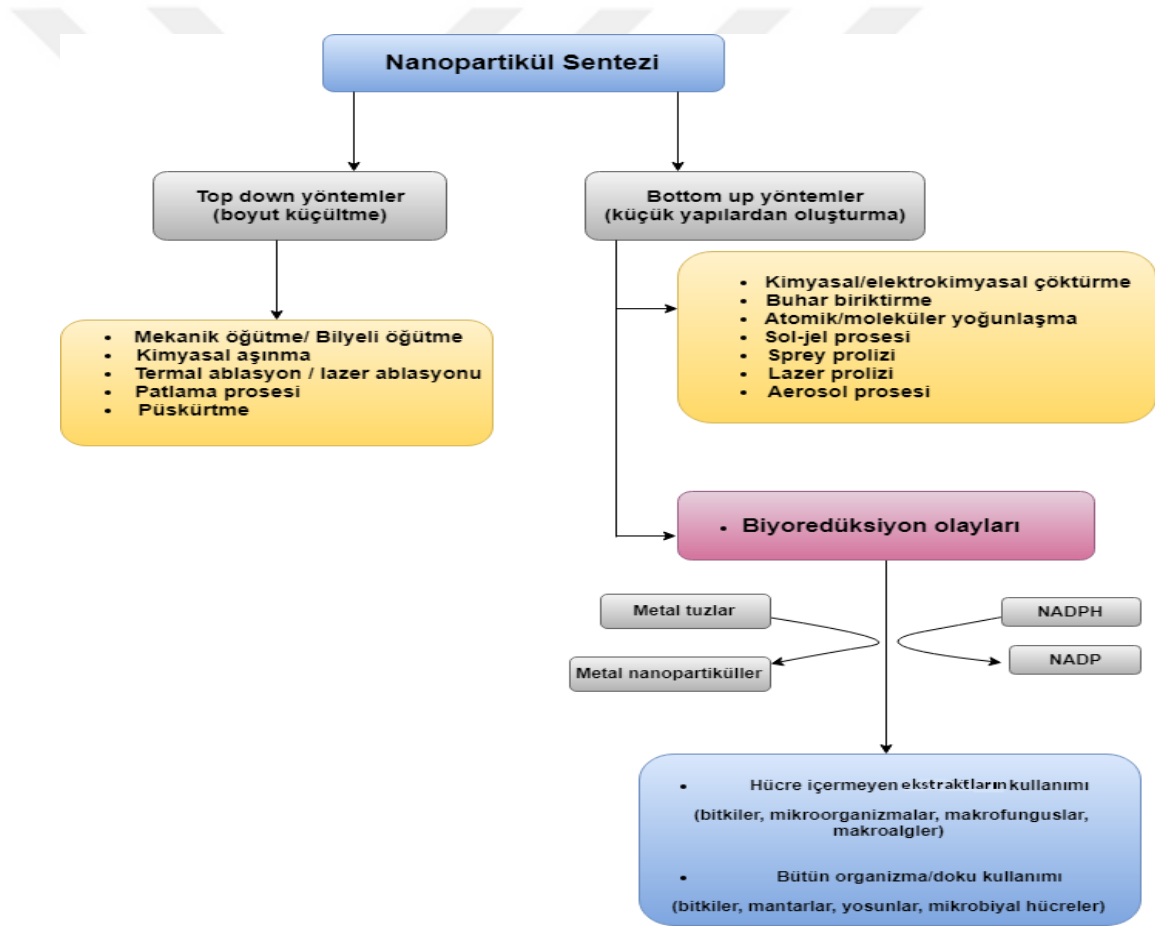 Nanopartikül Sentezi
Top down yöntemler
(boyut küçültme)
Bottom up yöntemler
(küçük yapılardan oluşturma)
• Mekanik öğütme/ Bilyeli öğütme
• Kimyasal aşınma
• Termal ablasyon / lazer ablasyonu
• Patlama prosesi
• Püskürtme
• Kimyasal/elektrokimyasal çöktürme
• Buhar biriktirme
• Atomik/moleküler yoğunlaşma
• Sol-jel prosesi
• Sprey prolizi
• Lazer prolizi
• Aerosol prosesi
• Biyoredüksiyon olayları
Metal tuzlar
NADPH
Metal nanopartiküller
NADP
• Hücre içermeyen ekstraktların kullanımı
(bitkiler, mikroorganizmalar, makrofunguslar,
makroalgler)
• Bütün organizma/doku kullanımı
(bitkiler, mantarlar, yosunlar, mikrobiyal hücreler)